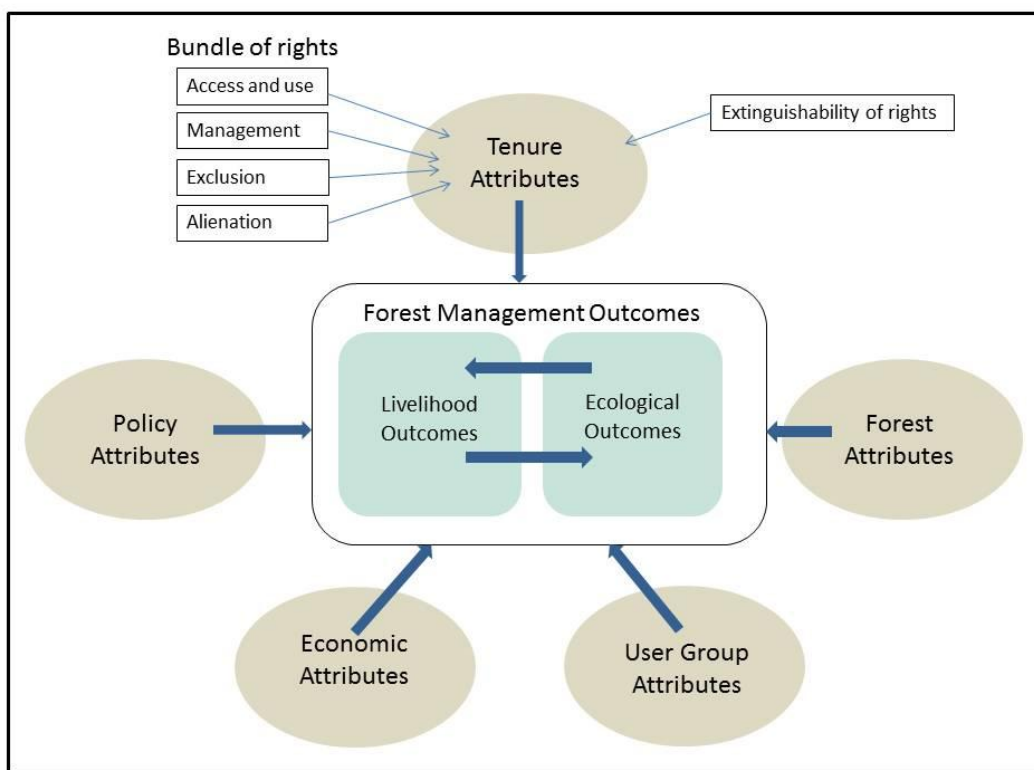 Bundle of rights
Access and use
Management
Exclusion
Alienation
Extinguishability of rights
Tenure
Attributes
Forest Management Outcomes
Livelihood
Outcomes
Ecological
Outcomes
Policy
Attributes
Forest
Attributes
Economic
Attributes
User Group
Attributes